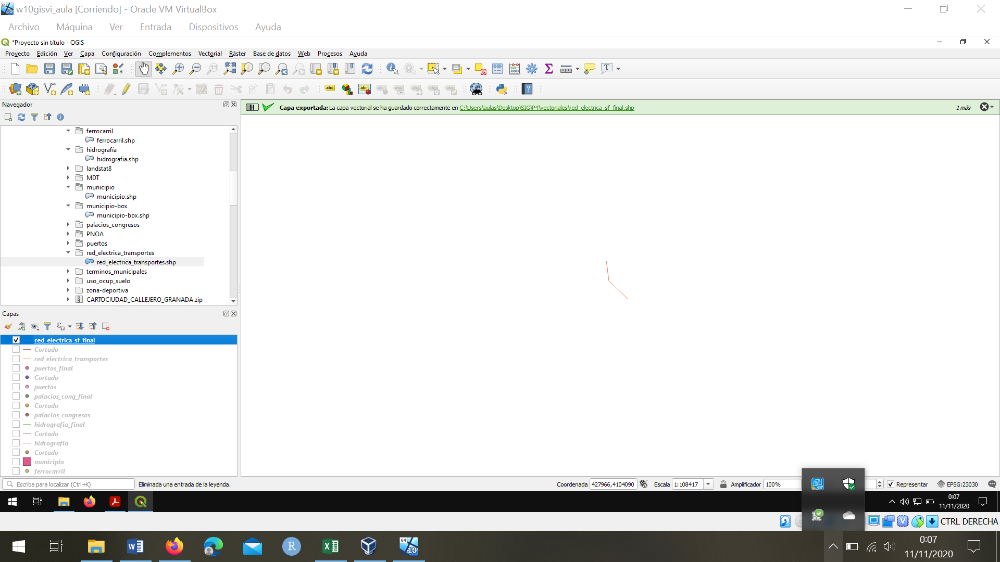 w10gisvi_aula [Corriendo] - Oracle VM VirtualBox
Archivo Máquina Ver Entrada Dispositivos Ayuda
*Proyecto sin título - QGIS
Proyecto Edición Ver Capa Configuración Complementos Vectorial Ráster Base de datos Web Procesos Ayuda
Navegador
Capa exportada: La capa vectorial se ha guardado correctamente en C:\Users\aulas\Desktop\SIG\P4\vectoriales\red_electrica_sf_final.shp
1 más
ferrocarril
ferrocarril.shp
hidrografía
hidrografia.shp
landstat8
MDT
municipio
municipio.shp
municipio-box
municipio-box.shp
palacios_congresos
PNOA
puertos
red_electrica_transportes
red_electrica_transportes.shp
terminos_municipales
uso_ocup_suelo
zona-deportiva
CARTOCIUDAD_CALLEJERO_GRANADA.zip
Capas
red_electrica_sf_final
Cortado
red_electrica_transportes
puertos_final
Cortado
puertos
palacios_cong_final
Cortado
palacios_congresos
hidrografia_final
Cortado
hidrografia
Cortado
municipio
ferrocarril
Escriba para localizar (Ctrl+K)
Eliminada una entrada de la leyenda.
Coordenada 427966,4104090
Escala 1:108417
Amplificador 100%
Representar
EPSG:23030
0:07
11/11/2020
CTRL DERECHA
0:07
11/11/2020